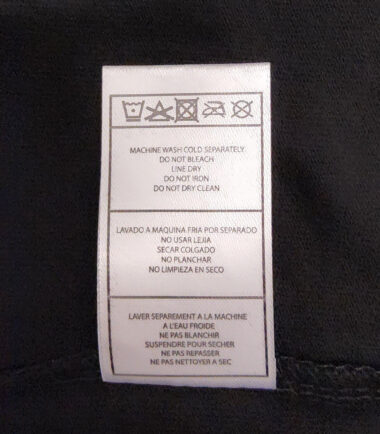 MACHINE WASH COLD SEPARATELY
DO NOT BLEACH
LINE DRY
DO NOT IRON
DO NOT DRY CLEAN
LAVADO A MAQUINA FRIA POR SEPARADO
NO USAR LEJIA
SECAR COLGADO
NO PLANCHAR
NO LIMPIEZA EN SECO
LAVER SEPAREMENT A LA MACHINE
A L'EAU FROIDE
NE PAS BLANCHIR
SUSPENDRE POUR SECHER
NE PAS REPASSER
NE PAS NETTOYER A SEC